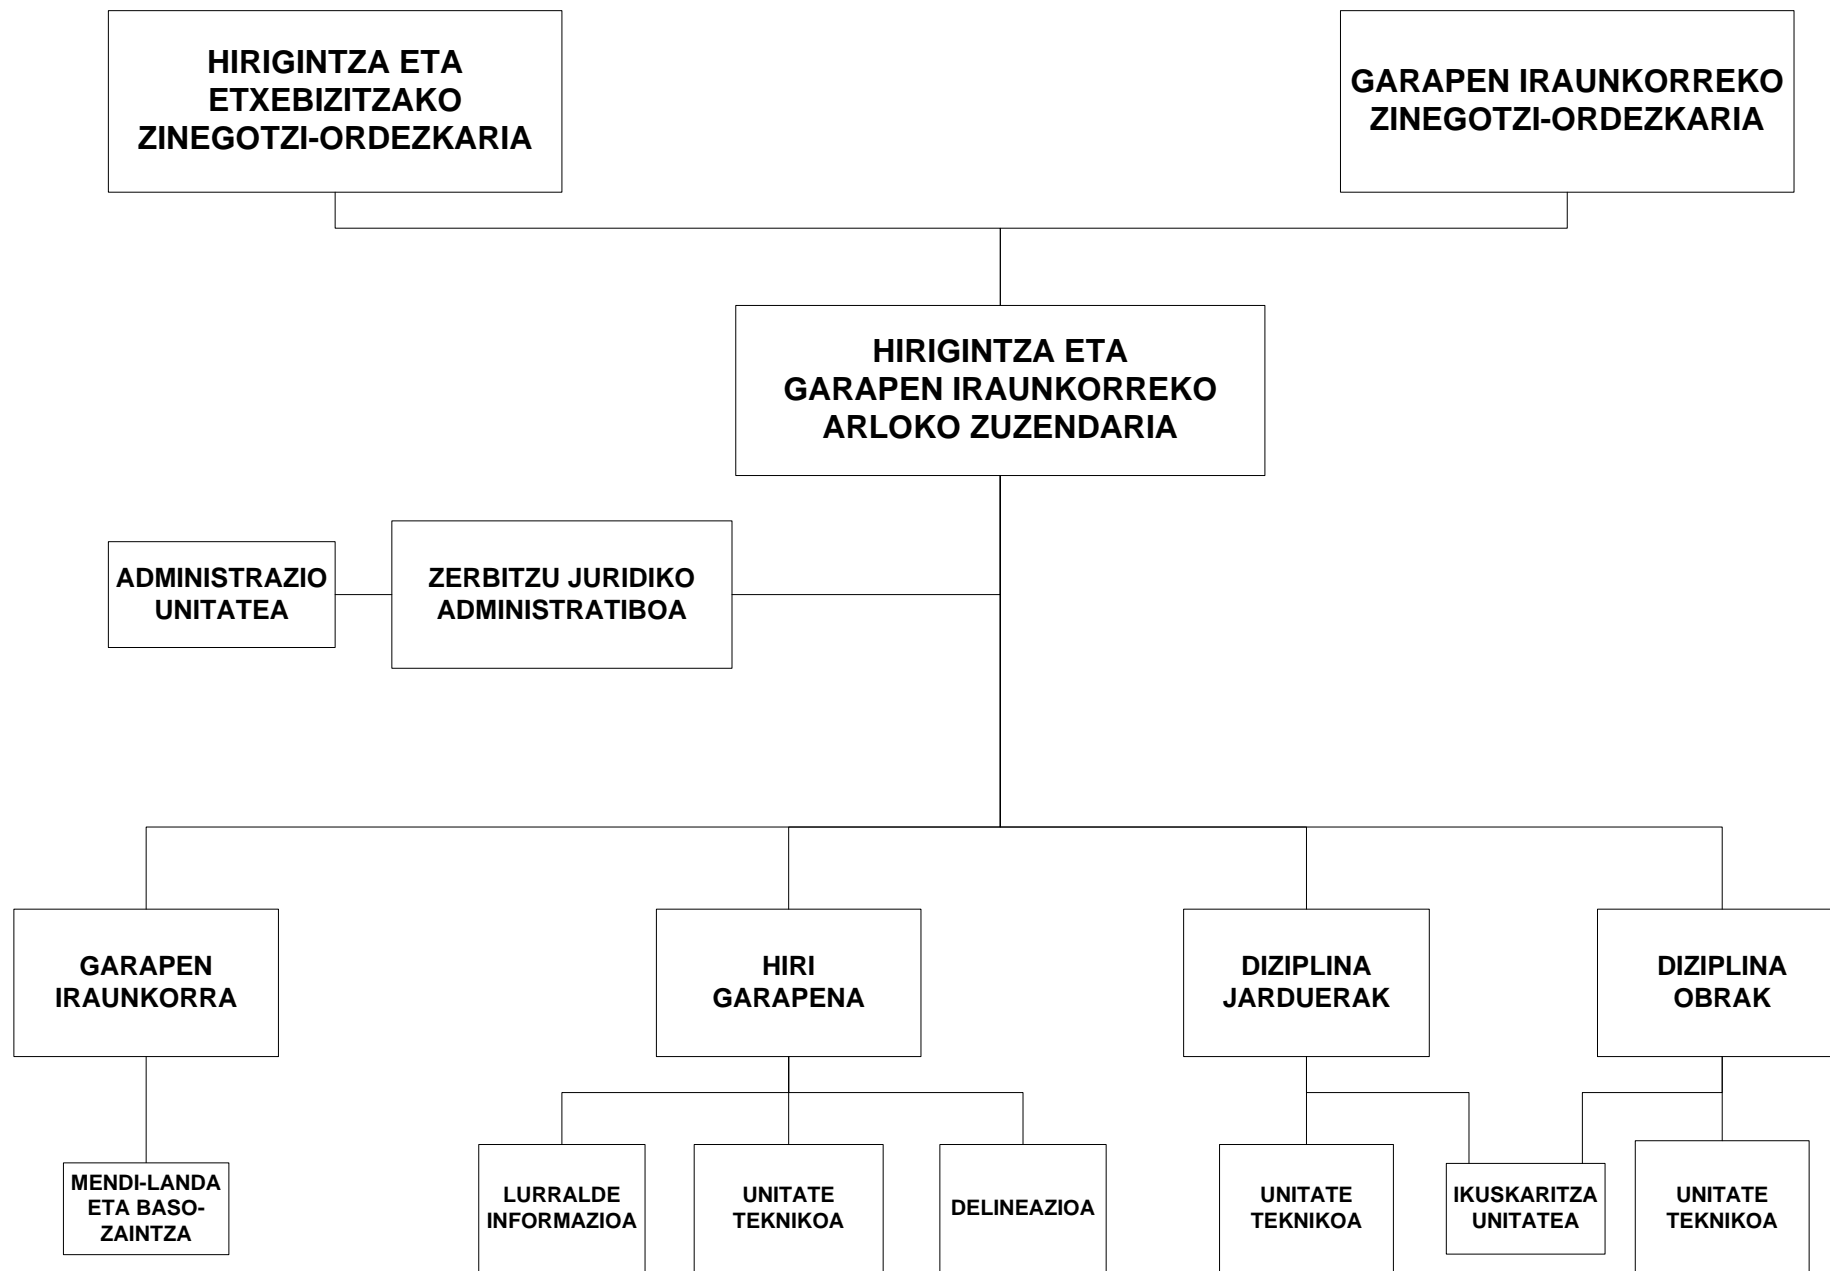 HIRIGINTZA ETA
ETXEBIZITZAKO
ZINEGOTZI-ORDEZKARIA
GARAPEN IRAUNKORREKO
ZINEGOTZI-ORDEZKARIA
HIRIGINTZA ETA
GARAPEN IRAUNKORREKO
ARLOKO ZUZENDARIA
ADMINISTRAZIO
UNITATEA
ZERBITZU JURIDIKO
ADMINISTRATIBOA
GARAPEN
IRAUNKORRA
HIRI
GARAPENA
DIZIPLINA
JARDUERAK
DIZIPLINA
OBRAK
MENDI-LANDA
ETA BASO-
ZAINTZA
LURRALDE
INFORMAZIOA
UNITATE
TEKNIKOA
DELINEAZIOA
UNITATE
TEKNIKOA
IKUSKARITZA
UNITATEA
UNITATE
TEKNIKOA